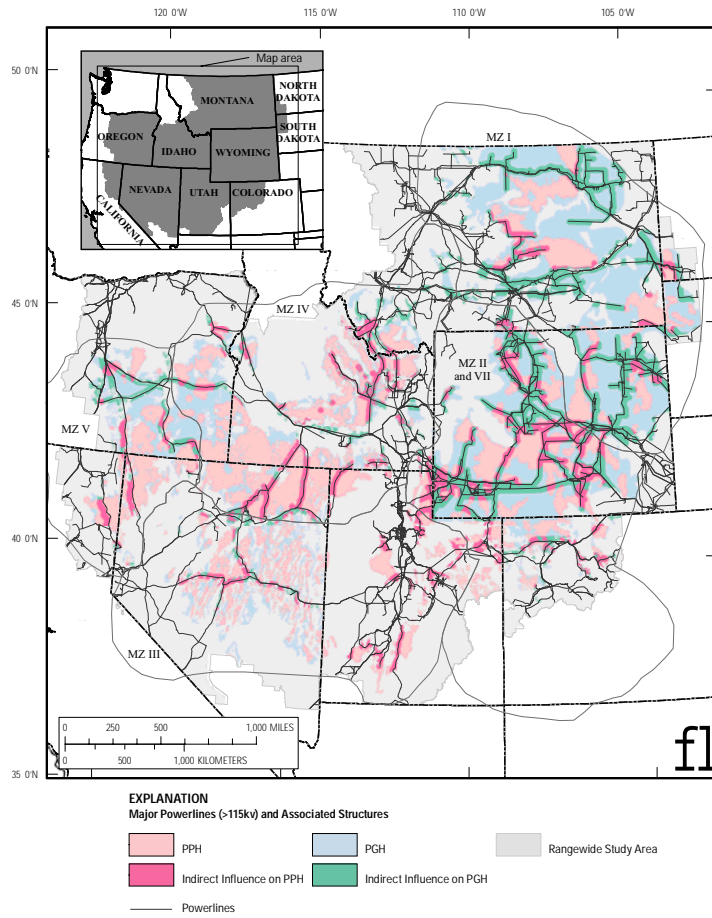 120 0'W 115 0'W 110 0'W 105 0'W
50 0'N
45 0'N
40 0'N
35 0'N
Map area
MONTANA
NORTH
DAKOTA
SOUTH
DAKOTA
OREGON
IDAHO
WYOMING
NEVADA
UTAH
COLORADO
CALIFORNIA
MZ I
MZ IV
MZ II
and VII
MZ V
MZ III
0 250 500 1,000 MILES
0 500 1,000 KILOMETERS
fl
EXPLANATION
Major Powerlines (>115kv) and Associated Structures
PPH PGH Rangewide Study Area
Indirect Influence on PPH Indirect Influence on PGH
Powerlines